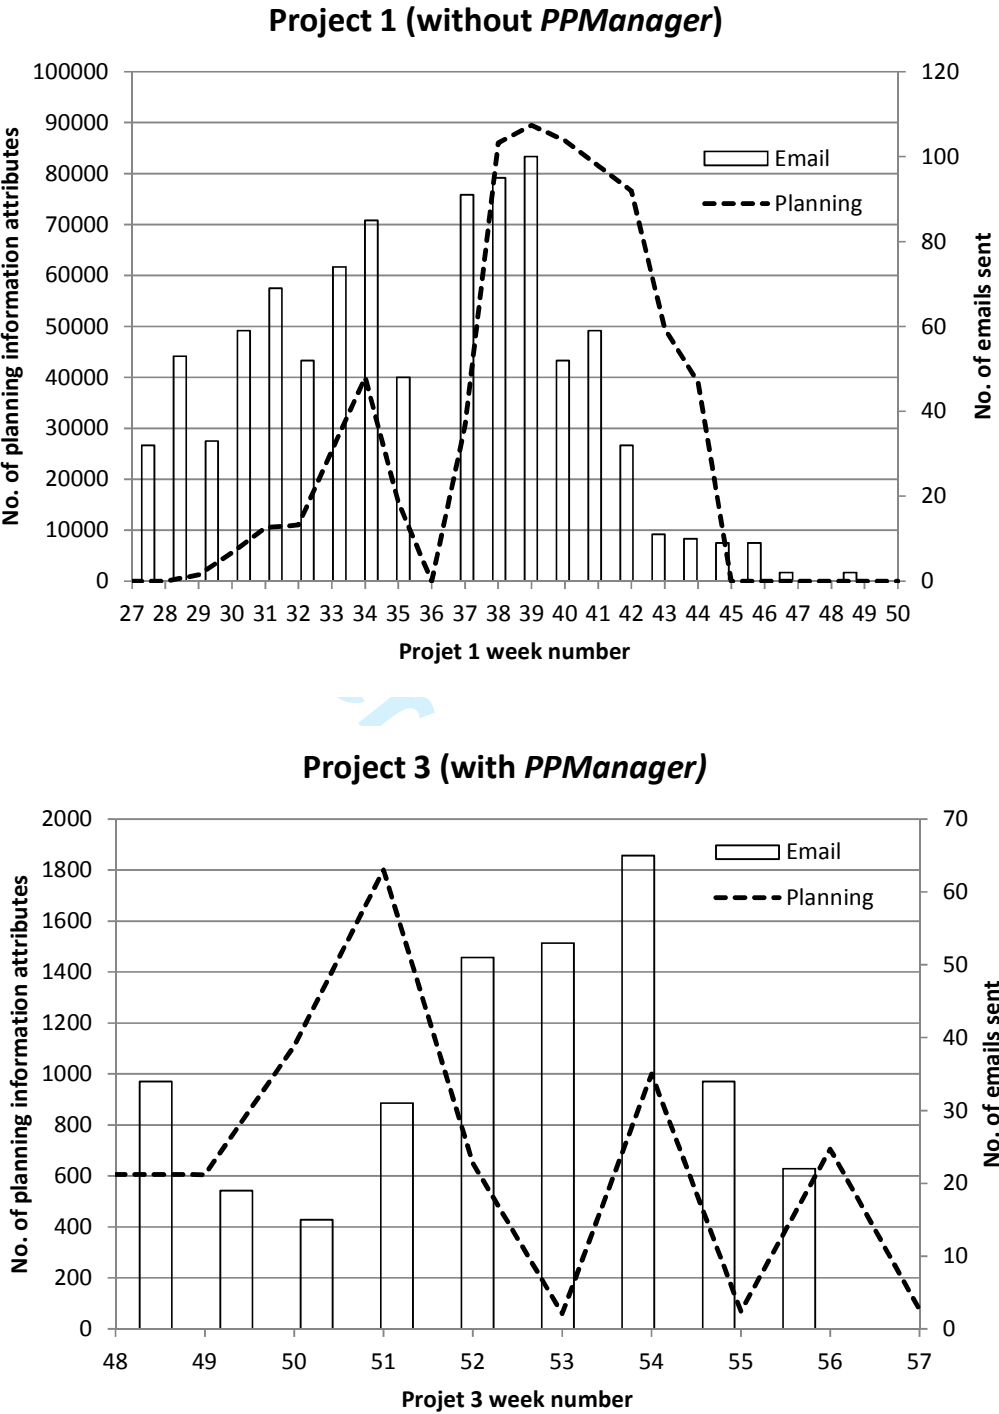 Project 1 (without PPManager)
100000
90000
80000
70000
60000
50000
40000
30000
20000
10000
0
No. of planning information attributes
120
100
80
60
40
20
0
No. of emails sent
Email
Planning
27 28 29 30 31 32 33 34 35 36 37 38 39 40 41 42 43 44 45 46 47 48 49 50
Projet 1 week number
Project 3 (with PPManager)
2000
1800
1600
1400
1200
1000
800
600
400
200
0
No. of planning information attributes
70
60
50
40
30
20
10
0
No. of emails sent
Email
Planning
48 49 50 51 52 53 54 55 56 57
Projet 3 week number